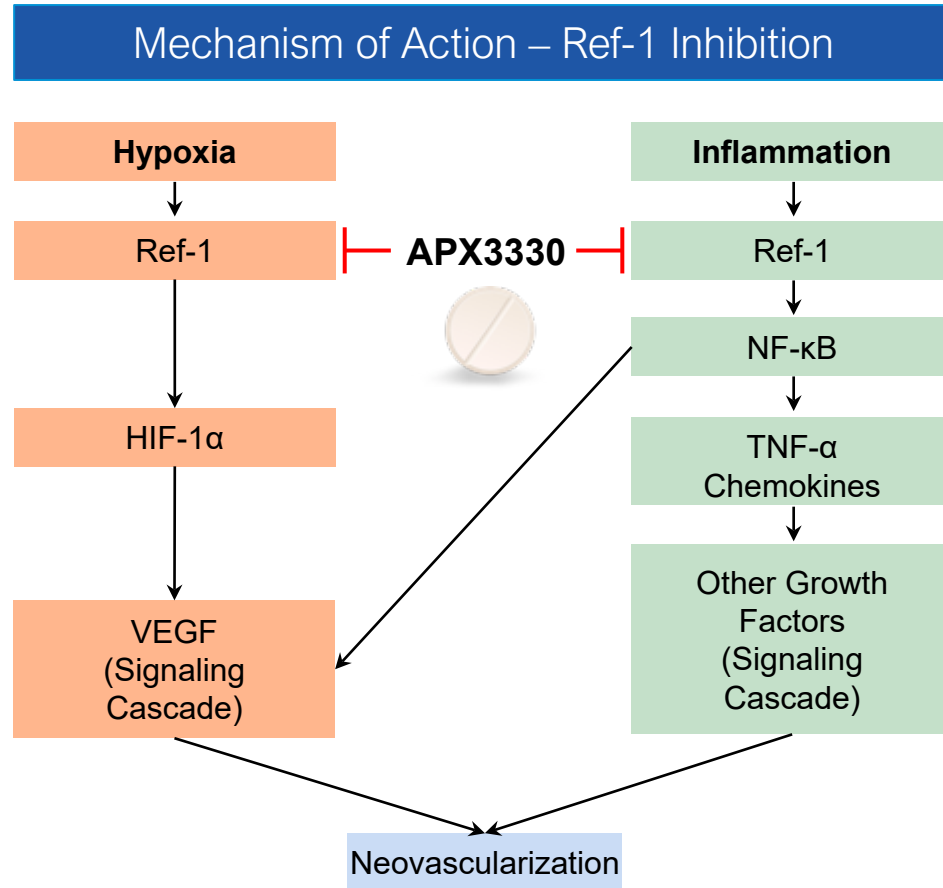 Mechanism of Action – Ref-1 Inhibition
Hypoxia
Ref-1
HIF-1α
VEGF
(Signaling
Cascade)
APX3330
Inflammation
Ref-1
NF-κB
TNF-α
Chemokines
Other Growth
Factors
(Signaling
Cascade)
Neovascularization